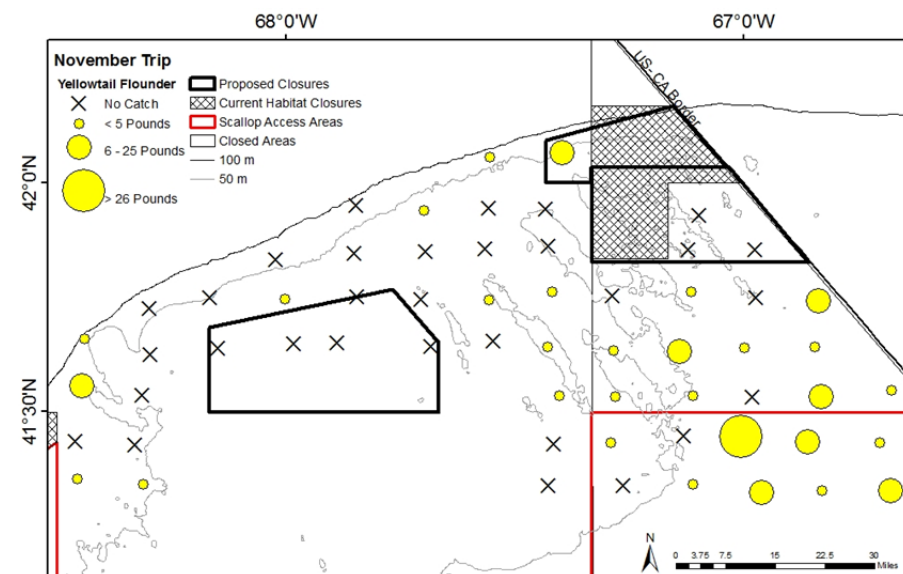 68°0'W
67°0'W
November Trip
Yellowtail Flounder
No Catch
< 5 Pounds
6 - 25 Pounds
> 26 Pounds
Proposed Closures
Current Habitat Closures
Scallop Access Areas
Closed Areas
100 m
50 m
US- CA Border
42°0'N
41°30'N
N
0 3.75 7.5 15 22.5 30
Miles